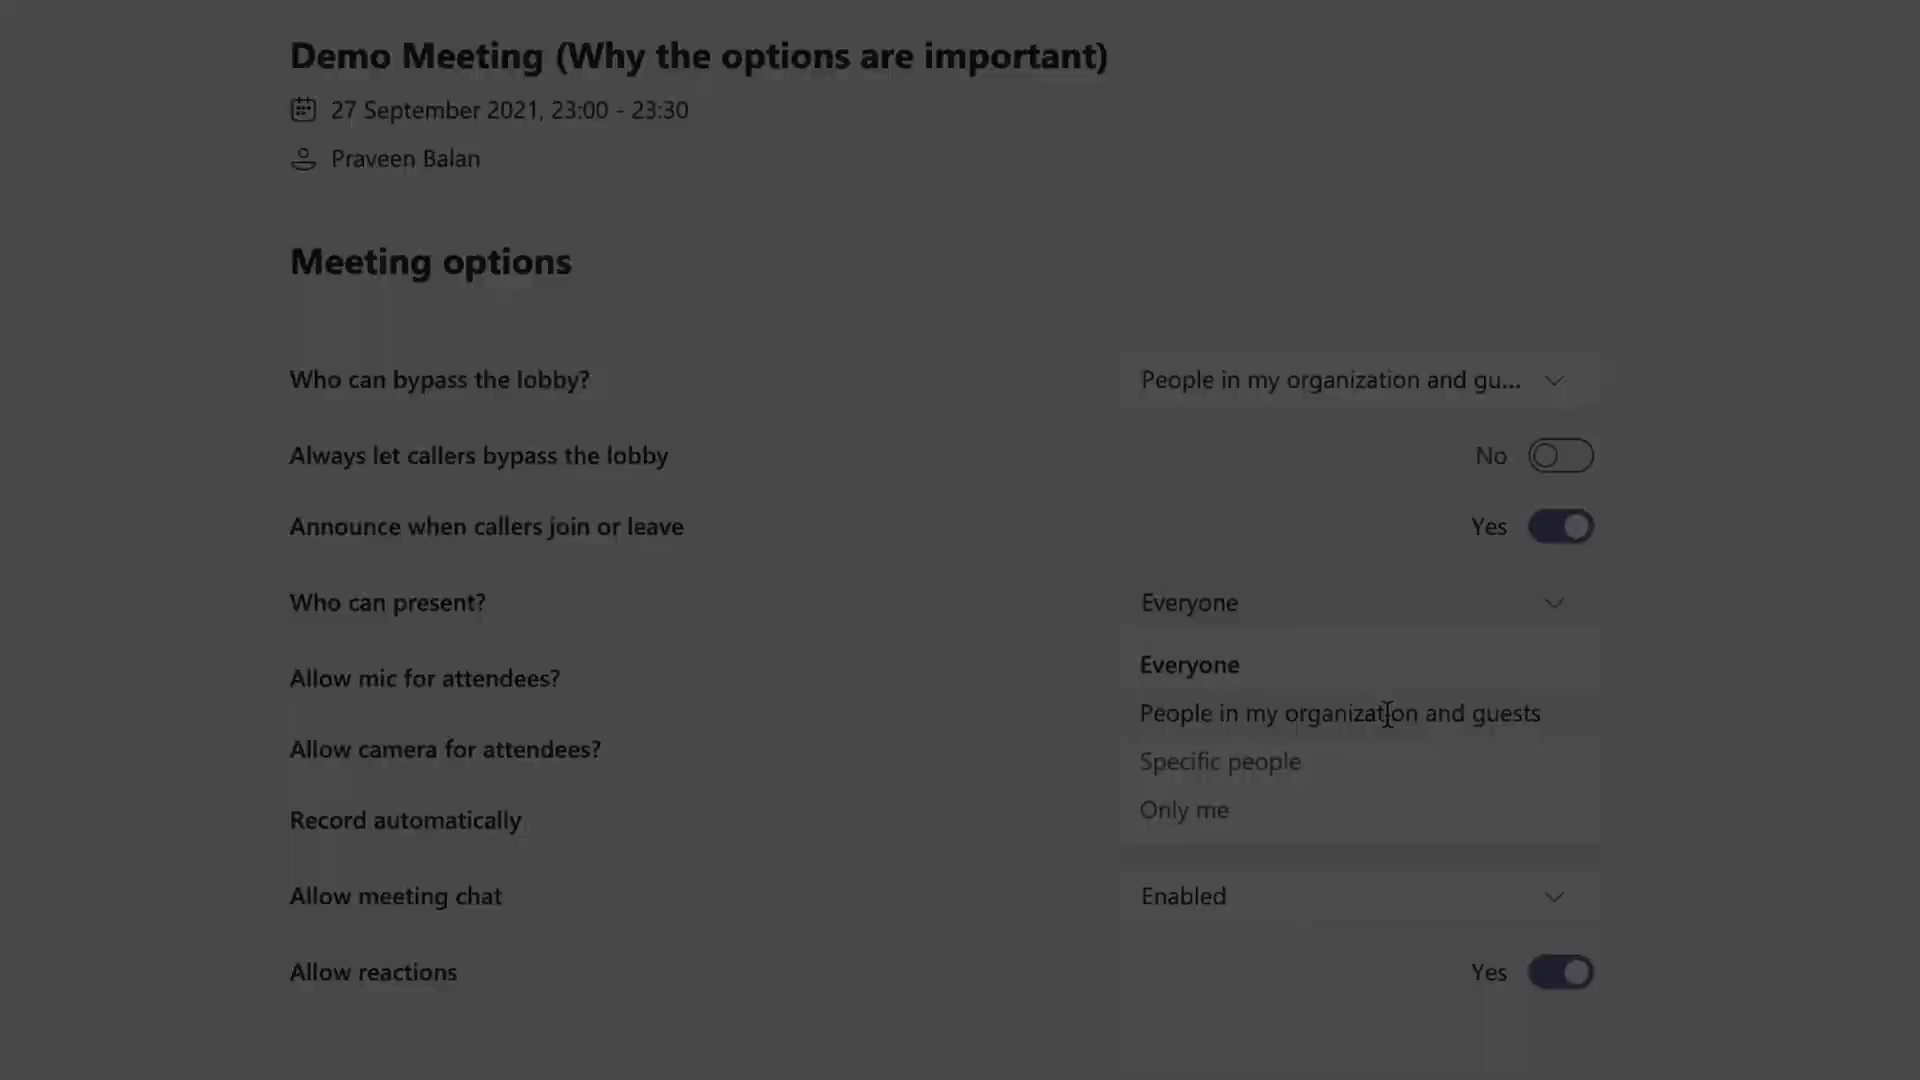 Demo Meeting (Why the options are important)
27 September 2021, 23:00 - 23:30
Praveen Balan
Meeting options
Who can bypass the lobby?
People in my organization and gu...
Always let callers bypass the lobby
No
Announce when callers join or leave
Yes
Who can present?
Everyone
Everyone
Allow mic for attendees?
People in my organization and guests
Allow camera for attendees?
Specific people
Only me
Record automatically
Allow meeting chat
Enabled
Allow reactions
Yes